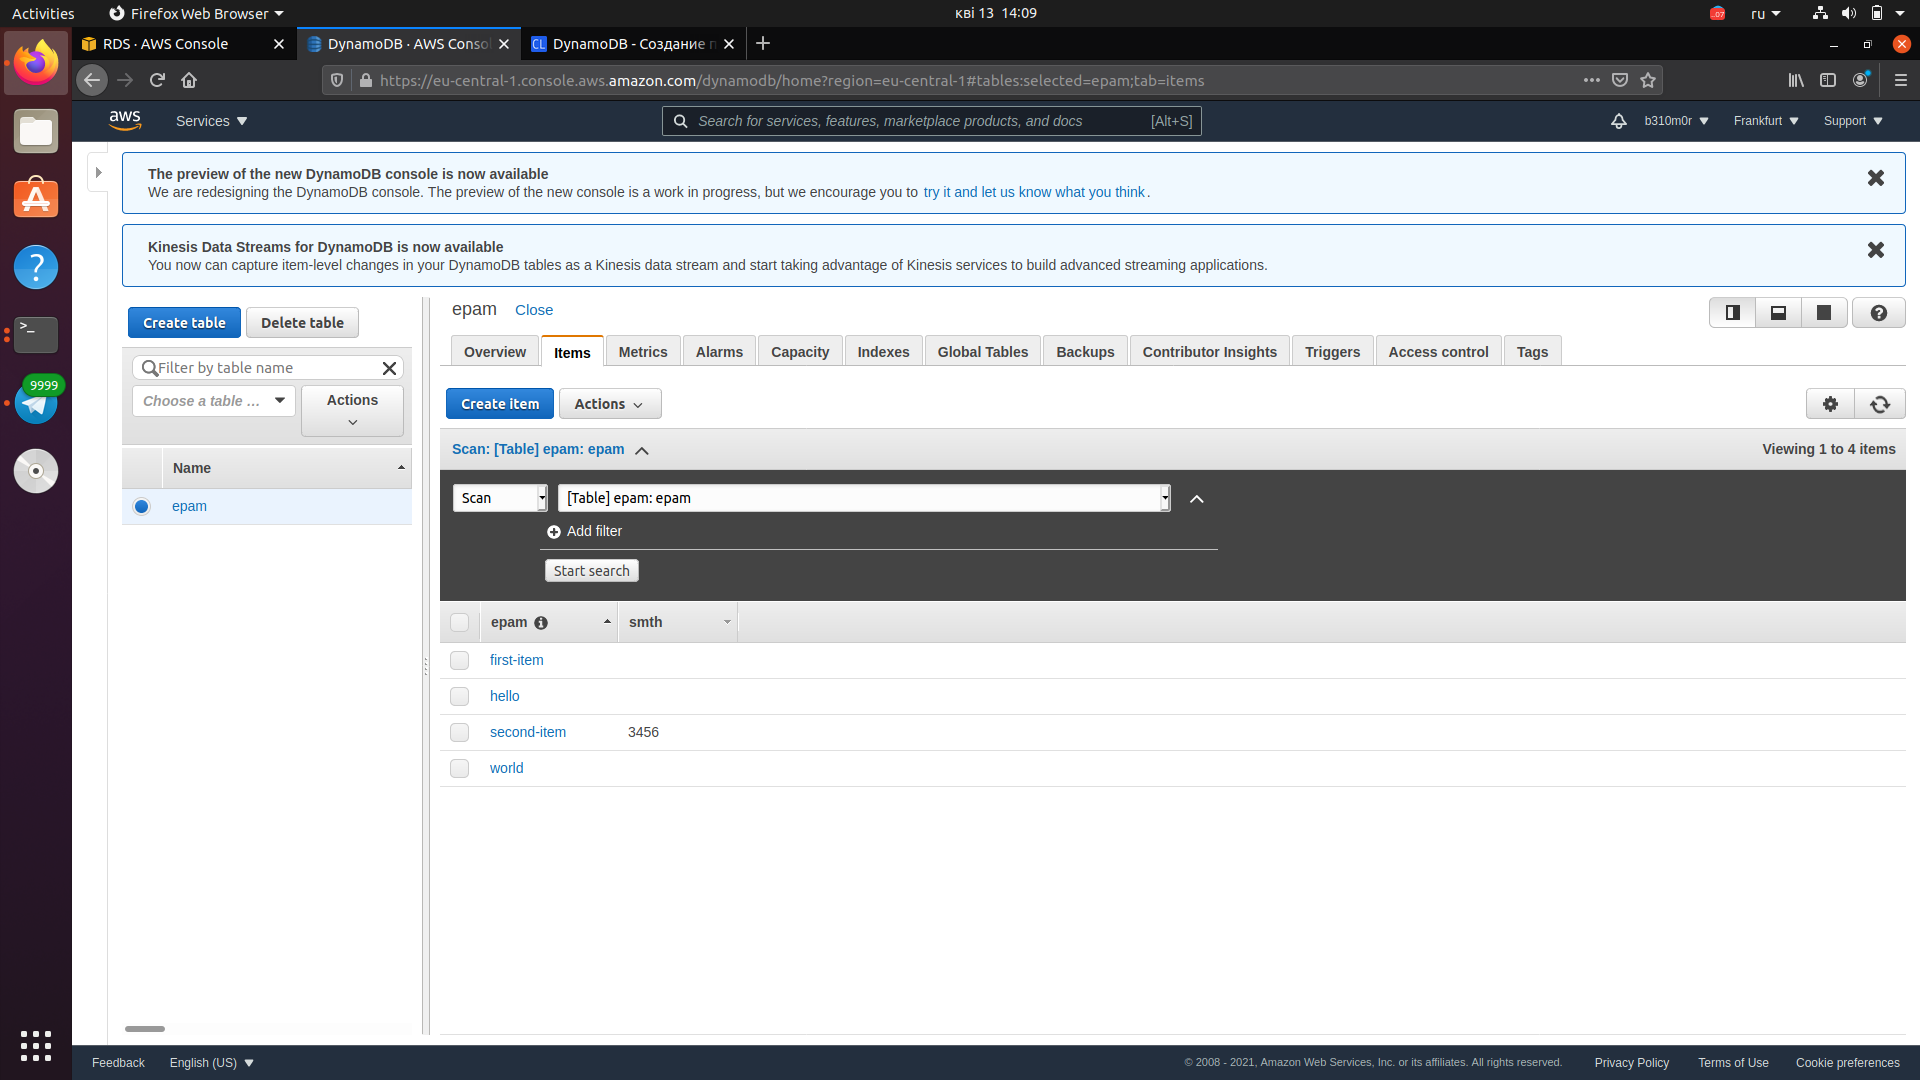 Activities
Firefox Web Browser
кві 13 14:09
ru
RDS · AWS Console
DynamoDB · AWS Conso
DynamoDB - Создание п
https://eu-central-1.console.aws.amazon.com/dynamodb/home?region=eu-central-1#tables:selected=epam;tab=items
aws
Services
Search for services, features, marketplace products, and docs
[Alt+S]
b310m0r
Frankfurt
Support
The preview of the new DynamoDB console is now available
We are redesigning the DynamoDB console. The preview of the new console is a work in progress, but we encourage you to try it and let us know what you think.
Kinesis Data Streams for DynamoDB is now available
You now can capture item-level changes in your DynamoDB tables as a Kinesis data stream and start taking advantage of Kinesis services to build advanced streaming applications.
Create table
Delete table
epam
Close
Filter by table name
Choose a table ...
Actions
Name
epam
Overview
Items
Metrics
Alarms
Capacity
Indexes
Global Tables
Backups
Contributor Insights
Triggers
Access control
Tags
Create item
Actions
Scan: [Table] epam: epam
Viewing 1 to 4 items
Scan
[Table] epam: epam
Add filter
Start search
epam
smth
first-item
hello
second-item
3456
world
9999
Feedback
English (US)
© 2008 - 2021, Amazon Web Services, Inc. or its affiliates. All rights reserved.
Privacy Policy
Terms of Use
Cookie preferences